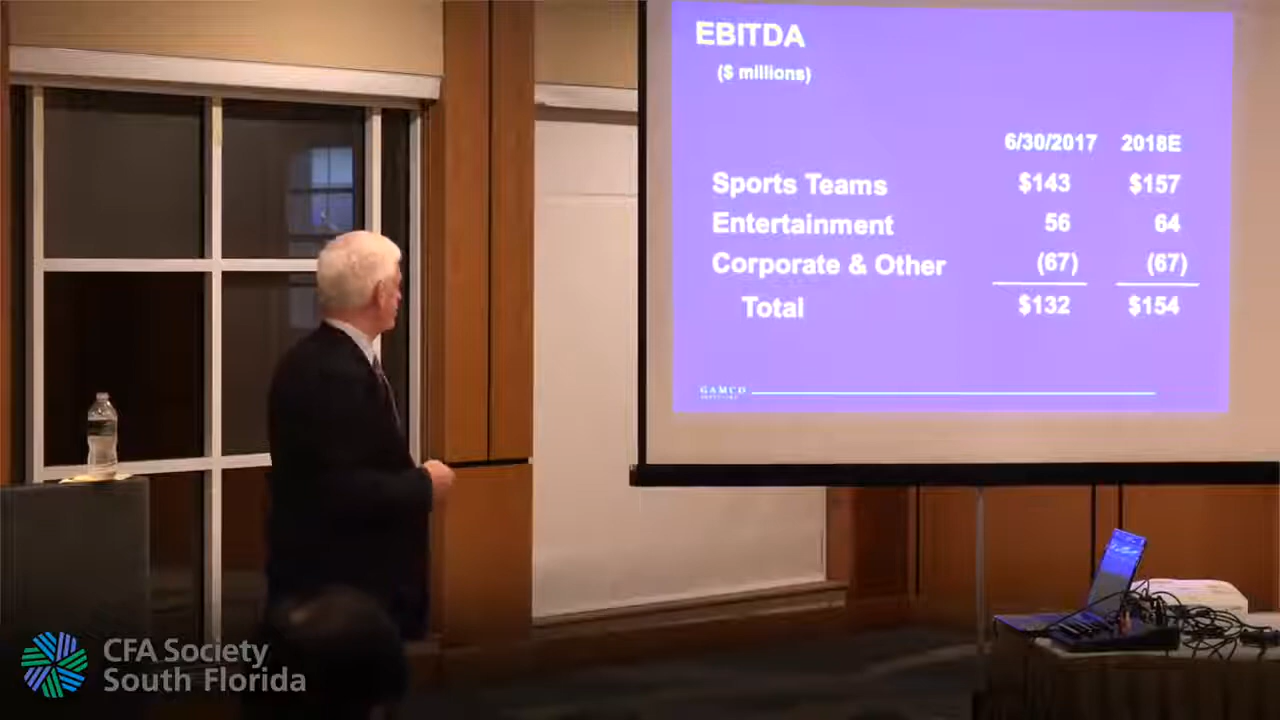 EBITDA
($ millions)
6/30/2017 2018E
Sports Teams $143 $157
Entertainment 56 64
Corporate & Other (67) (67)
Total $132 $154
GAMCO
CFA Society
South Florida